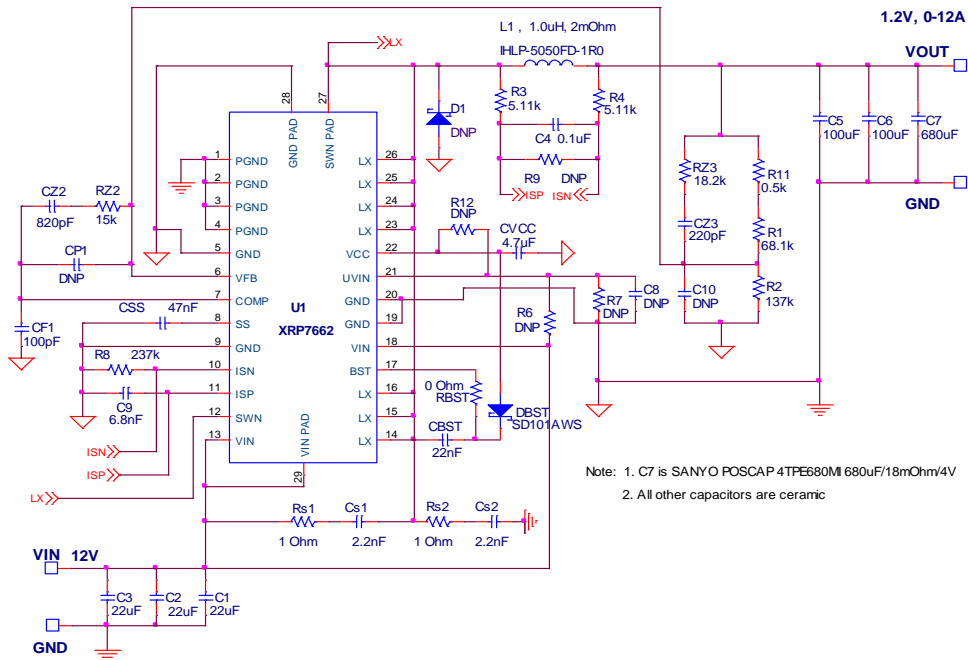 1.2V, 0-12A
L1 , 1.0uH, 2mOhm
IHLP-5050FD-1R0
LX
VOUT
R3
5.11k
R4
5.11k
D1
DNP
C4 0.1uF
R9 DNP
ISP ISN
C5
100uF
C6
100uF
C7
680uF
GND
RZ3
18.2k
R11
0.5k
CZ3
220pF
R1
68.1k
C10
DNP
R2
137k
28
27
GND PAD
SWN PAD
1 PGND
2 PGND
3 PGND
4 PGND
5 GND
6 VFB
7 COMP
8 SS
9 GND
10 ISN
11 ISP
12 SWN
13 VIN
U1
XRP7662
LX 26
LX 25
LX 24
LX 23
VCC 22
UVIN 21
GND 20
GND 19
VIN 18
BST 17
LX 16
LX 15
LX 14
VIN PAD
29
CZ2
820pF
RZ2
15k
CP1
DNP
CSS 47nF
CF1
100pF
R8 237k
C9
6.8nF
ISN
ISP
LX
R12
DNP
CVCC
4.7uF
R6
DNP
R7
DNP
C8
DNP
0 Ohm
RBST
DBST
SD101AWS
CBST
22nF
Note: 1. C7 is SANYO POSCAP 4TPE680MI 680uF/18mOhm/4V
2. All other capacitors are ceramic
Rs1
1 Ohm
Cs1
2.2nF
Rs2
1 Ohm
Cs2
2.2nF
VIN 12V
C3
22uF
C2
22uF
C1
22uF
GND